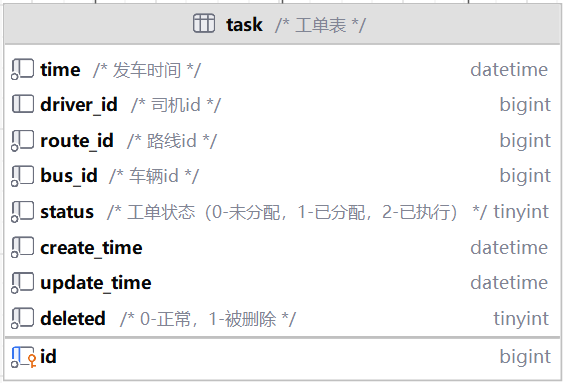 task /* 工单表 */
time /* 发车时间 */ datetime
driver_id /* 司机id */ bigint
route_id /* 路线id */ bigint
bus_id /* 车辆id */ bigint
status /* 工单状态（0-未分配，1-已分配，2-已执行） */ tinyint
create_time datetime
update_time datetime
deleted /* 0-正常，1-被删除 */ tinyint
id bigint